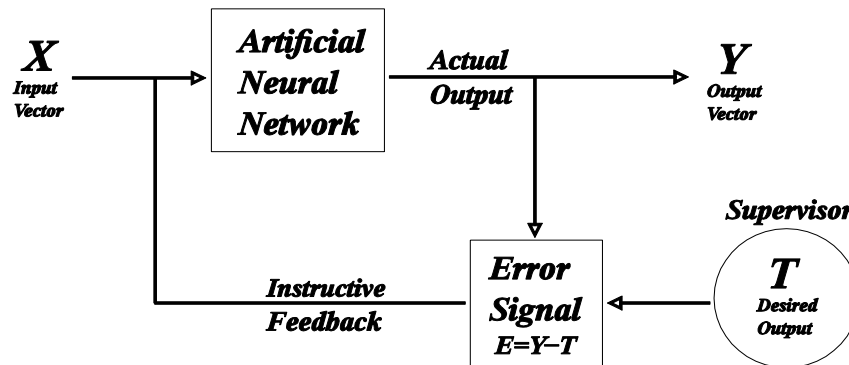 X
Input
Vector
Artificial
Neural
Network
Actual
Output
Y
Output
Vector
Supervisor
T
Desired
Output
Error
Signal
E=Y−T
Instructive
Feedback